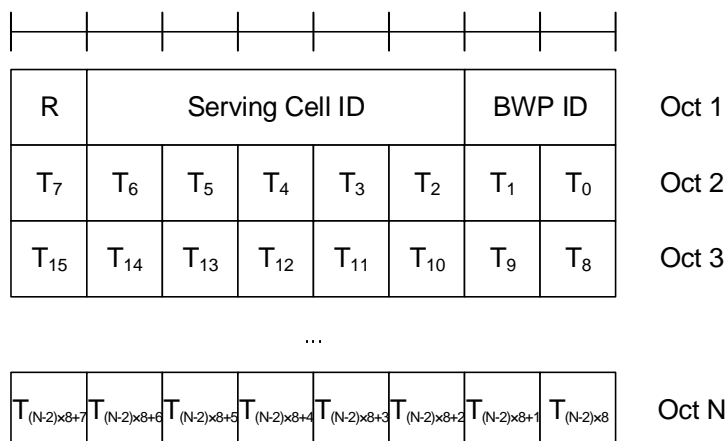 R Serving Cell ID BWP ID Oct 1
T₇ T₆ T₅ T₄ T₃ T₂ T₁ T₀ Oct 2
T₁₅ T₁₄ T₁₃ T₁₂ T₁₁ T₁₀ T₉ T₈ Oct 3
...
T₍N-2₎ₓ₈₊₇ T₍N-2₎ₓ₈₊₆ T₍N-2₎ₓ₈₊₅ T₍N-2₎ₓ₈₊₄ T₍N-2₎ₓ₈₊₃ T₍N-2₎ₓ₈₊₂ T₍N-2₎ₓ₈₊₁ T₍N-2₎ₓ₈ Oct N